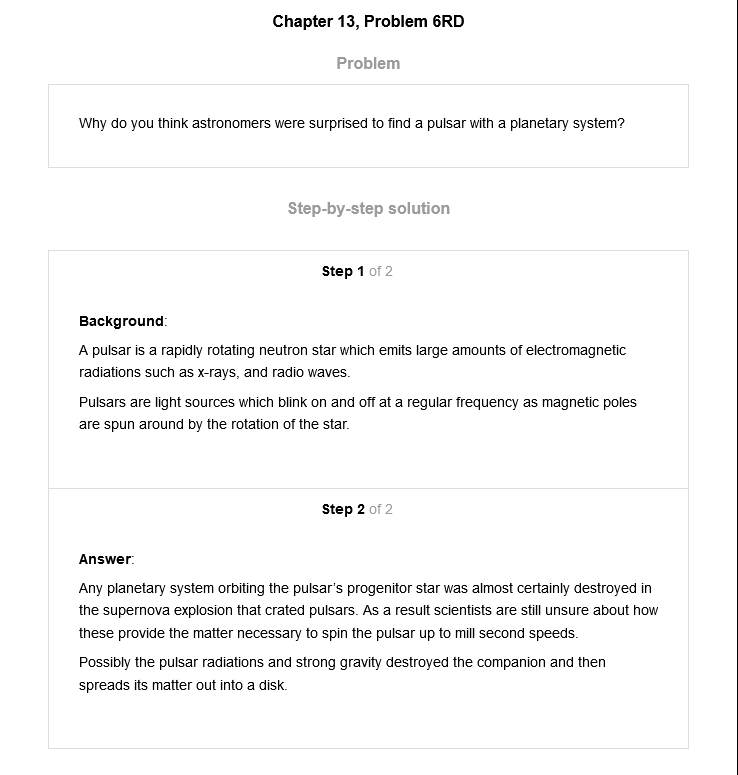 Chapter 13, Problem 6RD
Problem
Why do you think astronomers were surprised to find a pulsar with a planetary system?
Step-by-step solution
Step 1 of 2
Background:
A pulsar is a rapidly rotating neutron star which emits large amounts of electromagnetic
radiations such as x-rays, and radio waves.
Pulsars are light sources which blink on and off at a regular frequency as magnetic poles
are spun around by the rotation of the star.
Step 2 of 2
Answer:
Any planetary system orbiting the pulsar’s progenitor star was almost certainly destroyed in
the supernova explosion that crated pulsars. As a result scientists are still unsure about how
these provide the matter necessary to spin the pulsar up to mill second speeds.
Possibly the pulsar radiations and strong gravity destroyed the companion and then
spreads its matter out into a disk.